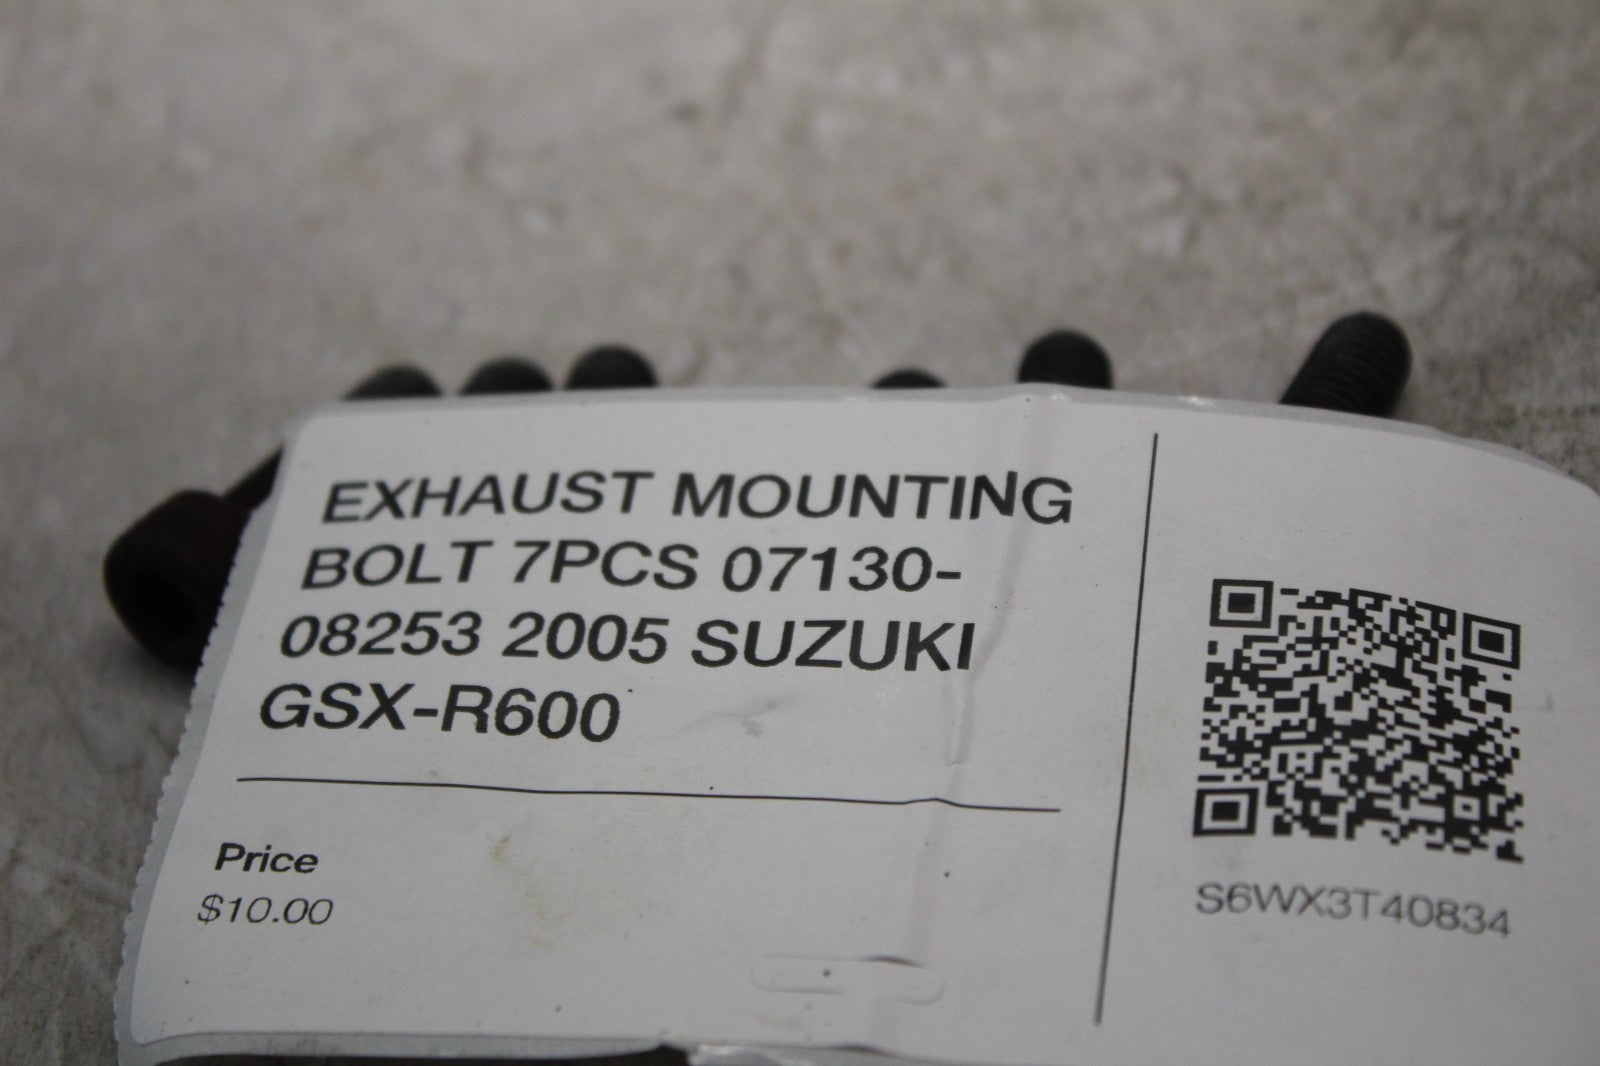 EXHAUST MOUNTING
BOLT 7PCS 07130-
08253 2005 SUZUKI
GSX-R600
Price
$10.00
S6WX3T40834